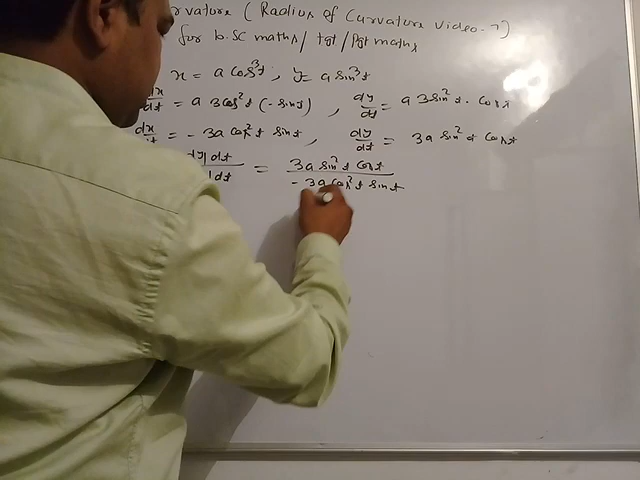 rvature (Radius of Curvature video-7)
for b.sc maths/ tgt/Pgt maths
x = a cos³t, y = a sin³t
dx/dt = a 3cos²t (-sint), dy/dt = a 3sin²t. cost
dx/dt = -3a cos²t sint, dy/dt = 3a sin²t cost
dy/dt / /dt = 3a sin²t cost / -3a cos²t sint